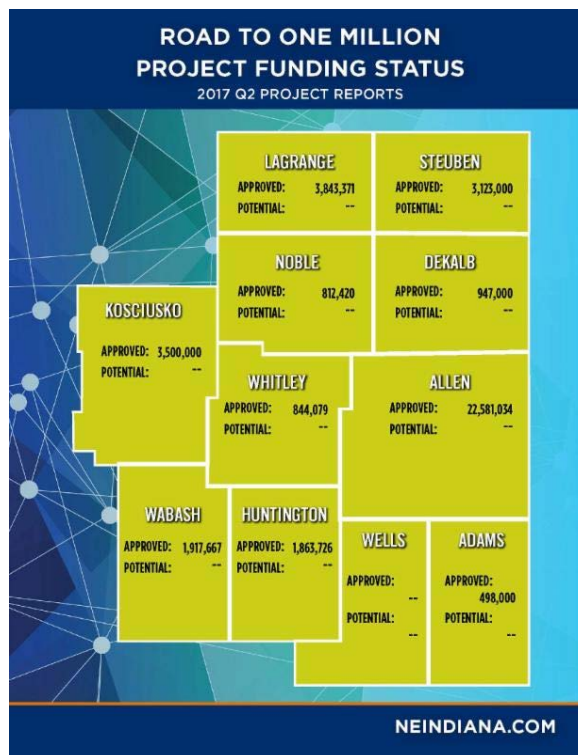 ROAD TO ONE MILLION
PROJECT FUNDING STATUS
2017 Q2 PROJECT REPORTS
LAGRANGE
APPROVED: 3,843,371
POTENTIAL: --
STEUBEN
APPROVED: 3,123,000
POTENTIAL: --
NOBLE
APPROVED: 812,420
POTENTIAL: --
DEKALB
APPROVED: 947,000
POTENTIAL: --
KOSCIUSKO
APPROVED: 3,500,000
POTENTIAL: --
WHITLEY
APPROVED: 844,079
POTENTIAL: --
ALLEN
APPROVED: 22,581,034
POTENTIAL: --
WABASH
APPROVED: 1,917,667
POTENTIAL: --
HUNTINGTON
APPROVED: 1,863,726
POTENTIAL: --
WELLS
APPROVED:
--
POTENTIAL:
--
ADAMS
APPROVED:
498,000
POTENTIAL:
--
NEINDIANA.COM